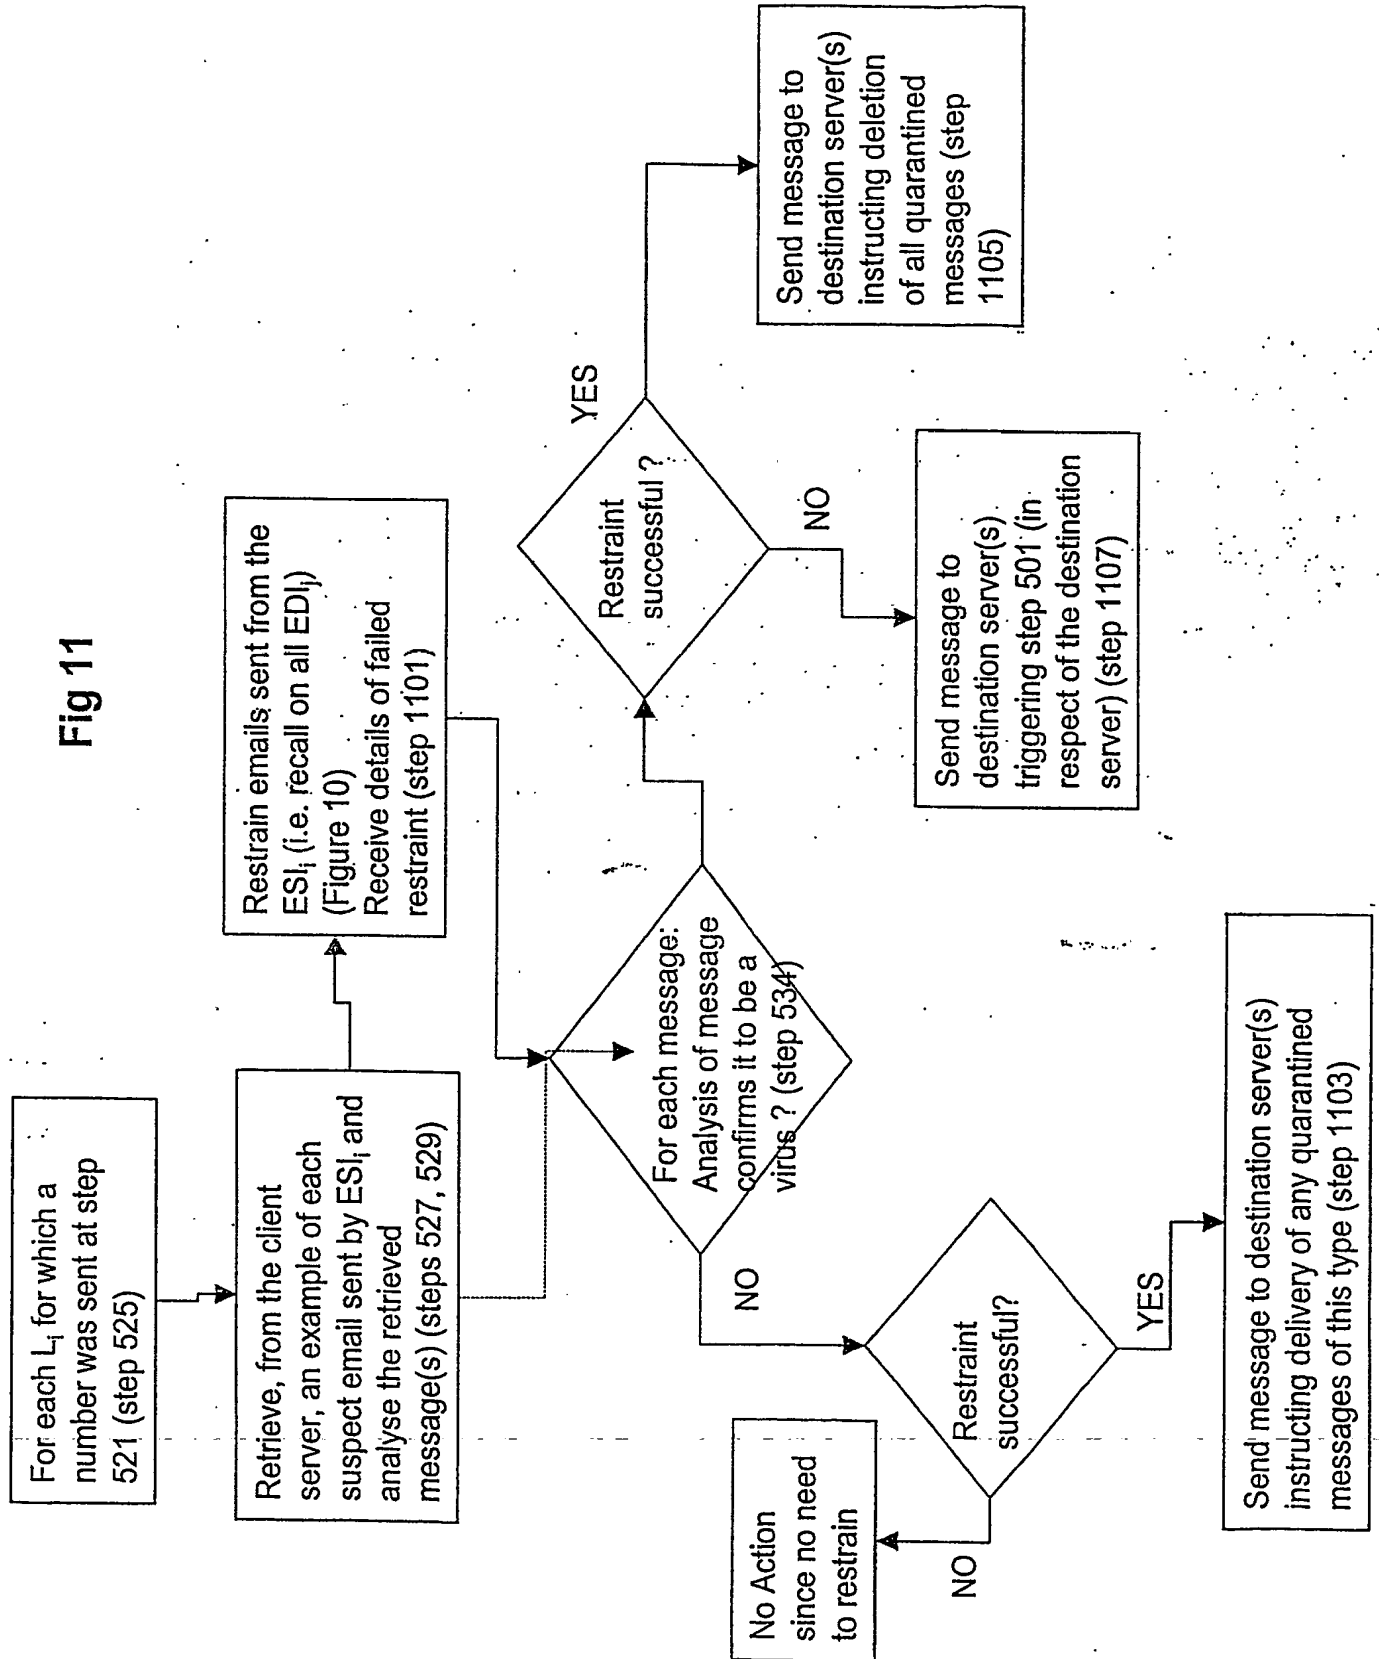 Fig 11
For each Li for which a
number was sent at step
521 (step 525)
Retrieve, from the client
server, an example of each
suspect email sent by ESIi and
analyse the retrieved
message(s) (steps 527, 529)
Restrain emails sent from the
ESIi (i.e. recall on all EDIj)
(Figure 10)
Receive details of failed
restraint (step 1101)
For each message:
Analysis of message
confirms it to be a
virus ? (step 534)
NO
Restraint
successful?
NO
No Action
since no need
to restrain
YES
Send message to destination server(s)
instructing delivery of any quarantined
messages of this type (step 1103)
Restraint
successful ?
YES
Send message to
destination server(s)
instructing deletion
of all quarantined
messages (step
1105)
NO
Send message to
destination server(s)
triggering step 501 (in
respect of the destination
server) (step 1107)